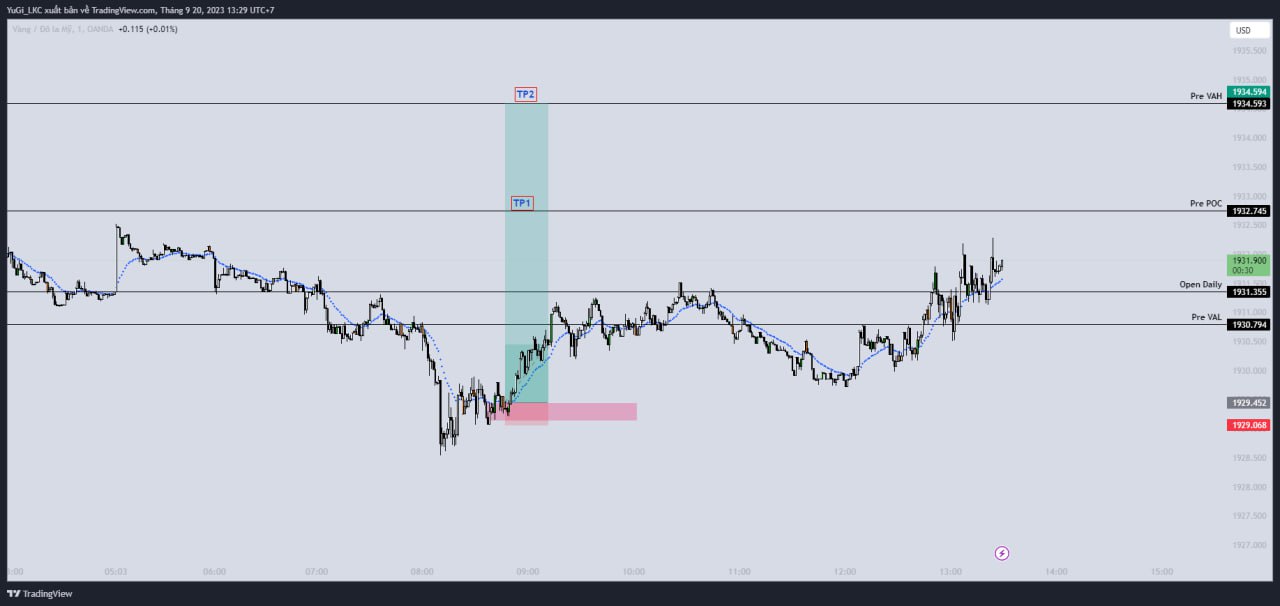 YuGi_LKC xuất bản về TradingView.com, Tháng 9 20, 2023 13:29 UTC+7
Vàng / Đô la Mỹ, 1, OANDA +0.115 (+0.01%)
USD
1935.500
1935.000
TP2
Pre VAH 1934.594
1934.593
1934.000
1933.500
1933.000
TP1
Pre POC 1932.745
1932.500
1931.900
00:30
Open Daily 1931.355
1931.000
Pre VAL 1930.794
1930.500
1930.000
1929.452
1929.068
1928.500
1928.000
1927.500
1927.000
05:03 06:00 07:00 08:00 09:00 10:00 11:00 12:00 13:00 14:00 15:00
TradingView